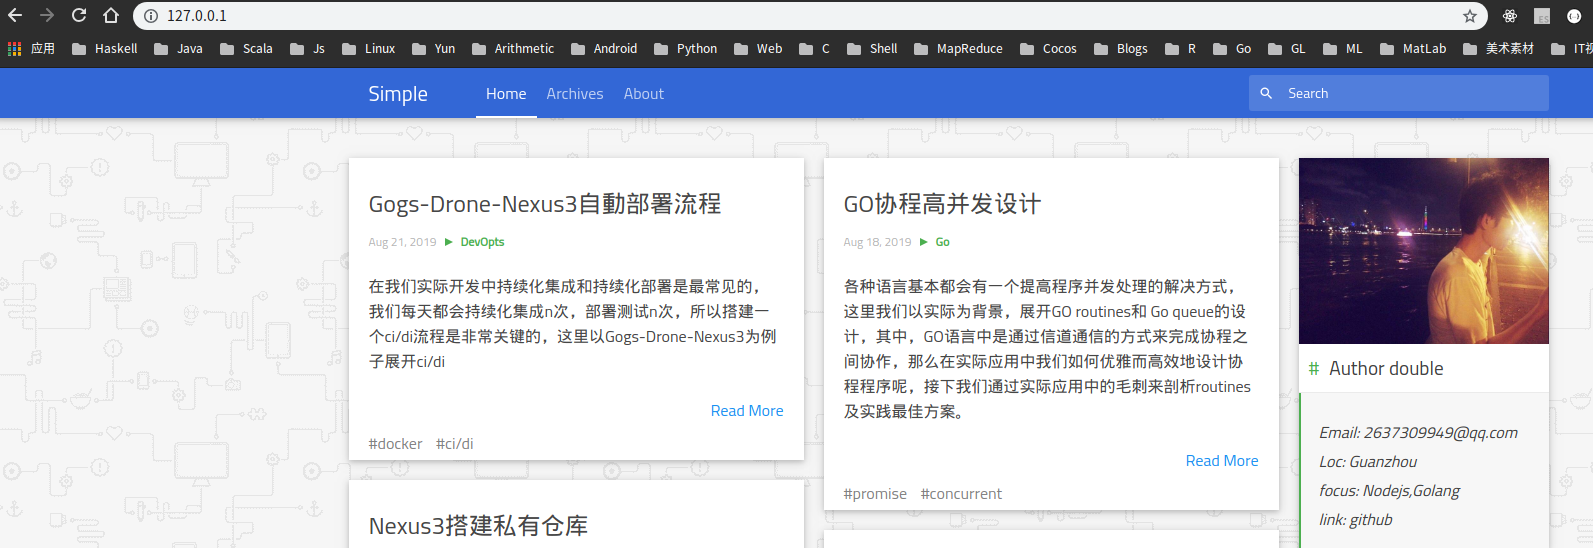 127.0.0.1
应用 Haskell Java Scala Js Linux Yun Arithmetic Android Python Web C Shell MapReduce Cocos Blogs R Go GL ML MatLab 美术素材
Simple Home Archives About Search
Gogs-Drone-Nexus3自動部署流程
Aug 21, 2019 ▶ DevOpts
在我们实际开发中持续化集成和持续化部署是最常见的，
我们每天都会持续化集成n次，部署测试n次，所以搭建一
个ci/di流程是非常关键的，这里以Gogs-Drone-Nexus3为例
子展开ci/di
Read More
#docker #ci/di
Nexus3搭建私有仓库
GO协程高并发设计
Aug 18, 2019 ▶ Go
各种语言基本都会有一个提高程序并发处理的解决方式，
这里我们以实际为背景，展开GO routines和 Go queue的设
计，其中，GO语言中是通过信道通信的方式来完成协程之
间协作，那么在实际应用中我们如何优雅而高效地设计协
程程序呢，接下我们通过实际应用中的毛刺来剖析routines
及实践最佳方案。
Read More
#promise #concurrent
# Author double
Email: 2637309949@qq.com
Loc: Guanzhou
focus: Nodejs,Golang
link: github